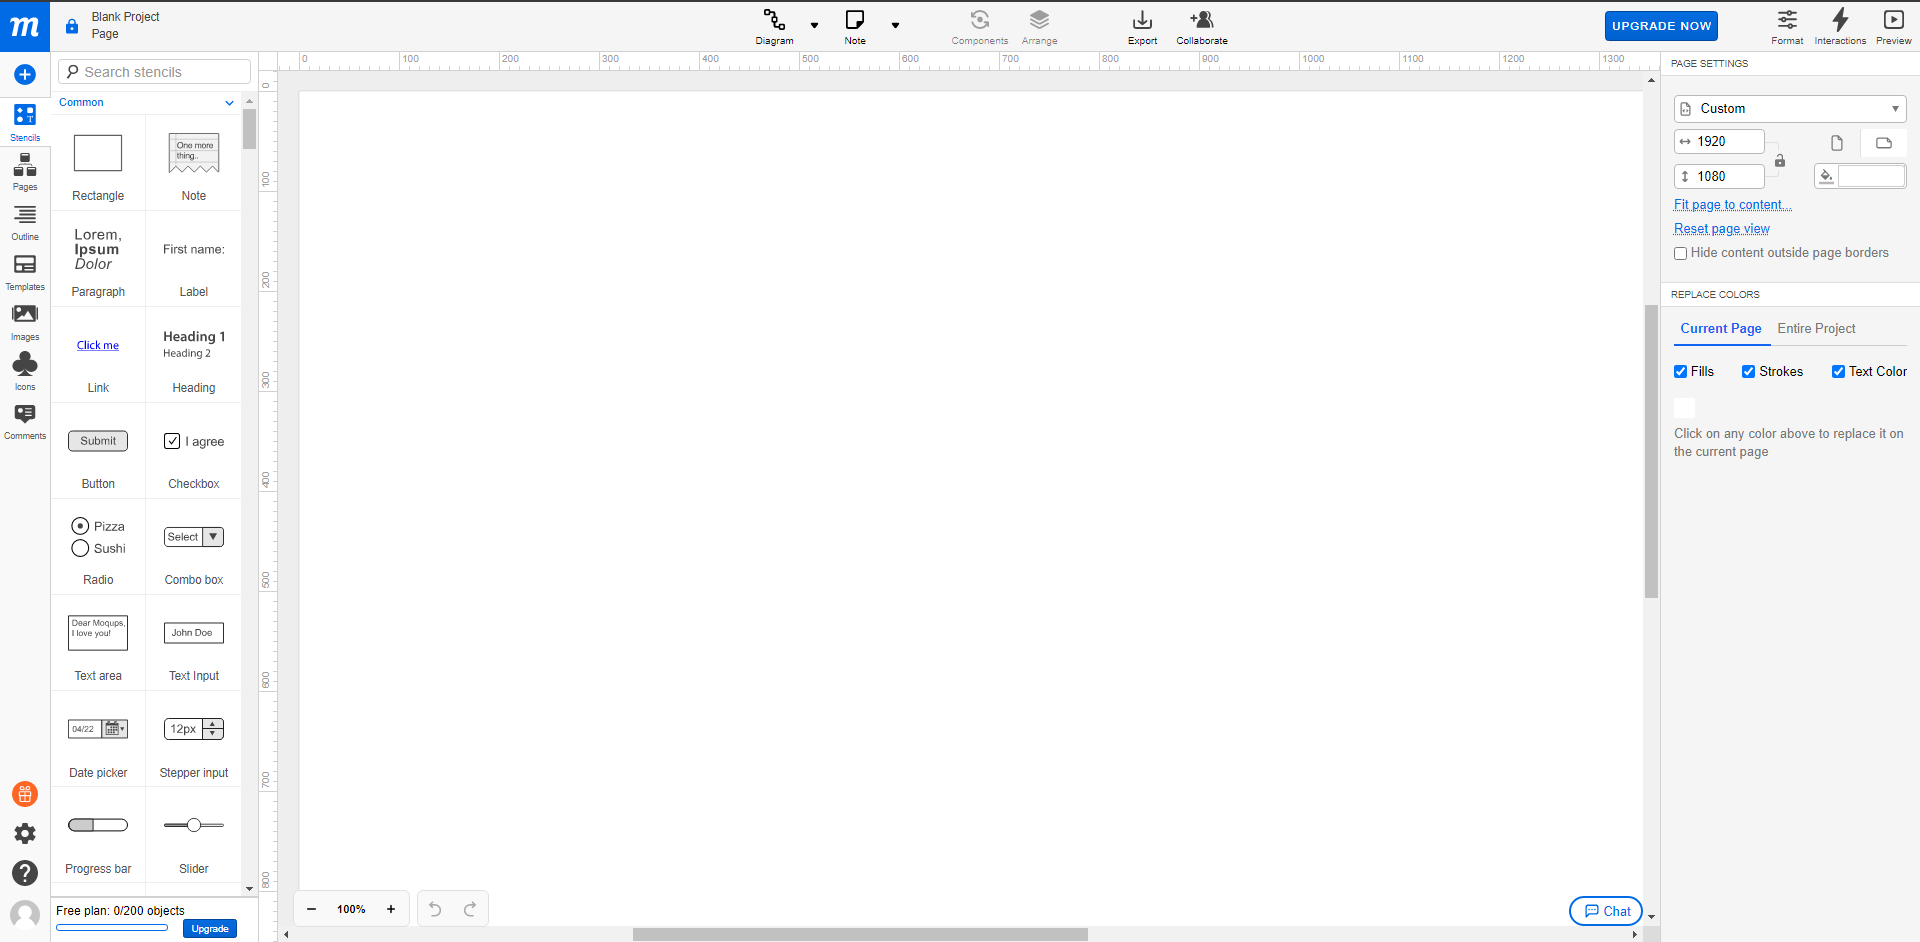 m
Blank Project
Page
Diagram
Note
Components
Arrange
Export
Collaborate
UPGRADE NOW
Format
Interactions
Preview
Stencils
Pages
Outline
Templates
Images
Icons
Comments
Search stencils
Common
Rectangle
One more
thing..
Note
Lorem,
Ipsum
Dolor
Paragraph
First name:
Label
Click me
Link
Heading 1
Heading 2
Heading
Submit
Button
I agree
Checkbox
Pizza
Sushi
Radio
Select
Combo box
Dear Moqups,
I love you!
Text area
John Doe
Text Input
04/22
Date picker
12px
Stepper input
Progress bar
Slider
Free plan: 0/200 objects
Upgrade
0 100 200 300 400 500 600 700 800 900 1000 1100 1200 1300
0
100
200
300
400
500
600
700
800
100%
Chat
PAGE SETTINGS
Custom
1920
1080
Fit page to content...
Reset page view
Hide content outside page borders
REPLACE COLORS
Current Page Entire Project
Fills Strokes Text Color
Click on any color above to replace it on
the current page